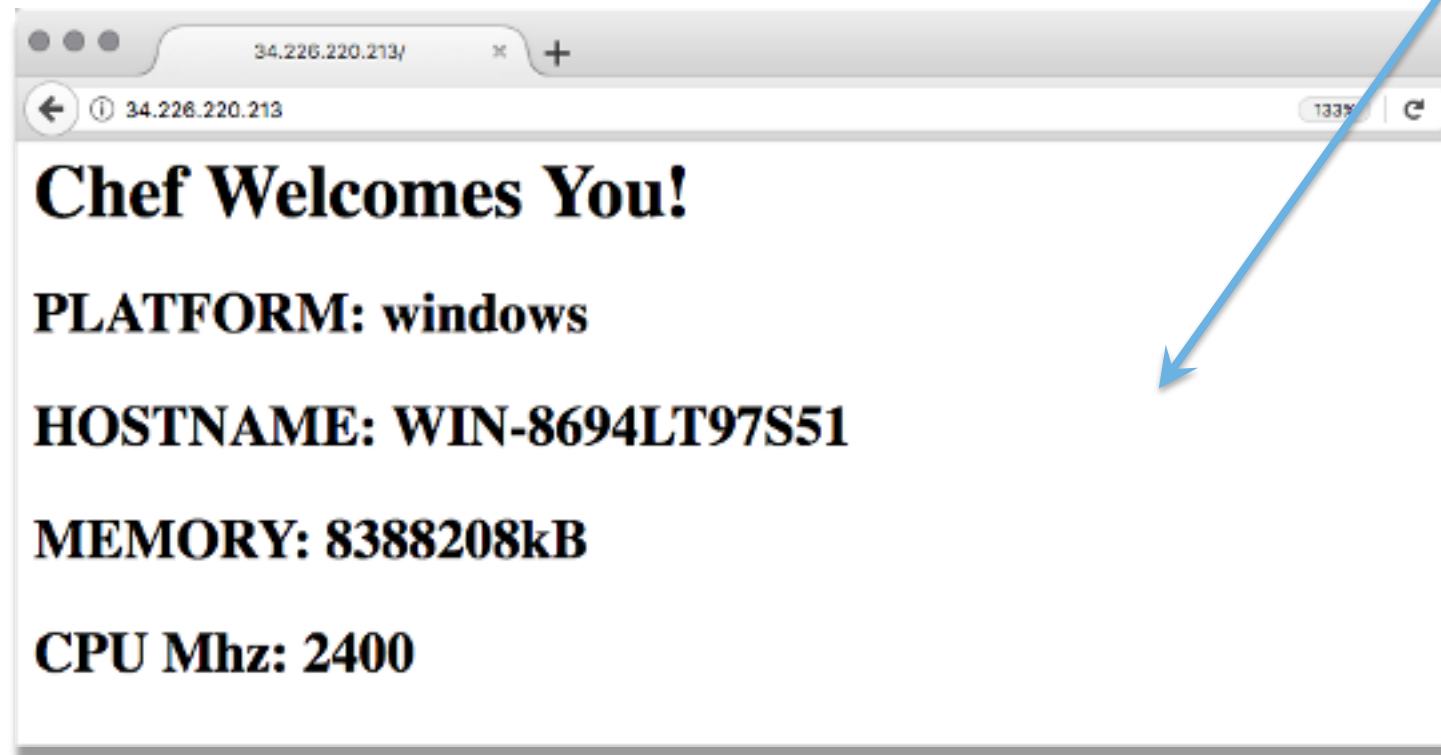 34.226.220.213/
34.226.220.213 133%
Chef Welcomes You!
PLATFORM: windows
HOSTNAME: WIN-8694LT97S51
MEMORY: 8388208kB
CPU Mhz: 2400